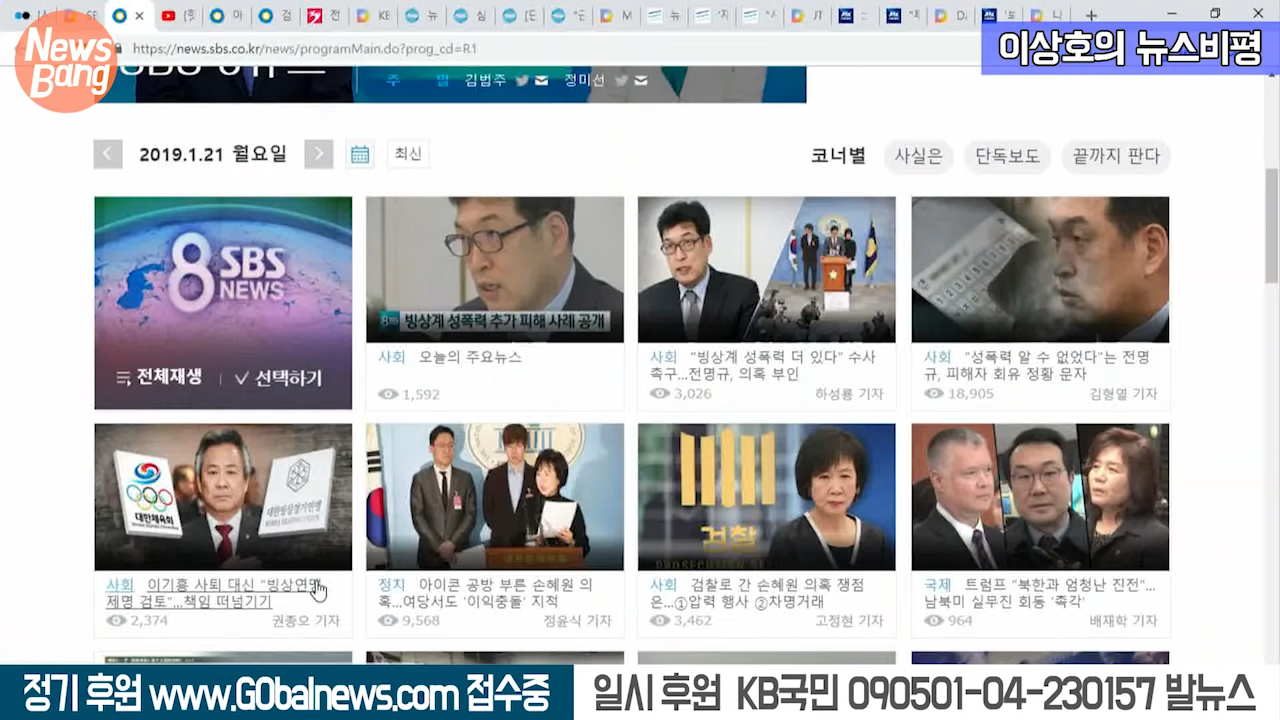 이상호의 뉴스비평
News
Bang
https://news.sbs.co.kr/news/programMain.do?prog_cd=R1
김범주 정미선
2019.1.21 월요일
최신
코너별 사실은 단독보도 끝까지 판다
8 SBS
NEWS
전체재생 | 선택하기
빙상계 성폭력 추가 피해 사례 공개
사회 오늘의 주요뉴스
1,592
사회 "빙상계 성폭력 더 있다" 수사
촉구...전명규, 의혹 부인
3,026 하성룡 기자
사회 "성폭력 알 수 없었다"는 전명
규, 피해자 회유 정황 문자
18,905 김형열 기자
대한체육회
대한빙상경기연맹
사회 이기흥 사퇴 대신 "빙상연맹
제명 검토"...책임 떠넘기기
2,374 권종오 기자
정치 아이콘 공방 부른 손혜원 의
혹...여당서도 '이익충돌' 지적
9,568 정윤식 기자
검찰
사회 검찰로 간 손혜원 의혹 쟁점
은...①압력 행사 ②차명거래
3,462 고정현 기자
국제 트럼프 "북한과 엄청난 진전"...
남북미 실무진 회동 '촉각'
964 배재학 기자
정기 후원 www.GObalnews.com 접수중
일시 후원 KB국민 090501-04-230157 발뉴스